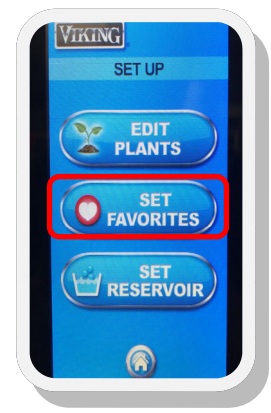 VIKING
SET UP
EDIT
PLANTS
SET
FAVORITES
SET
RESERVOIR